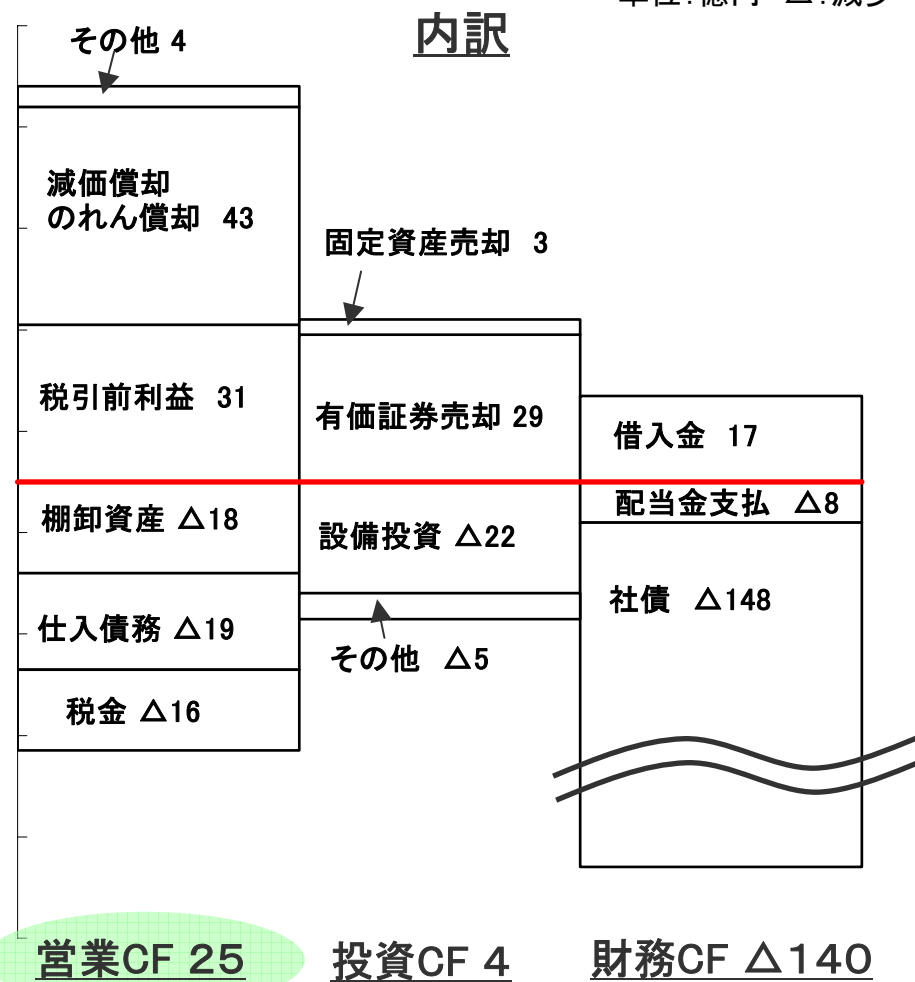 内訳
その他 4
減価償却
のれん償却 43
税引前利益 31
棚卸資産 △18
仕入債務 △19
税金 △16
固定資産売却 3
有価証券売却 29
設備投資 △22
その他 △5
借入金 17
配当金支払 △8
社債 △148
営業CF 25
投資CF 4
財務CF △140